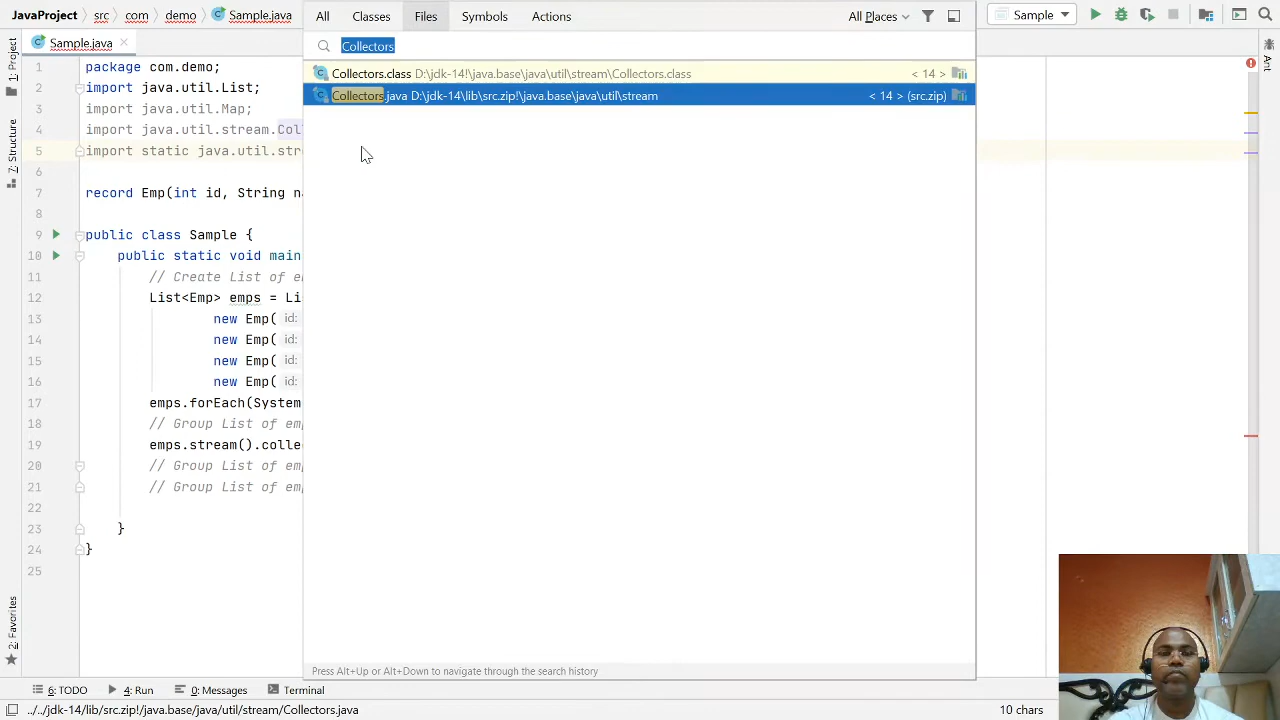 JavaProject > src > com > demo > Sample.java
All Classes Files Symbols Actions All Places
Sample
Sample.java
Collectors
Collectors.class D:\jdk-14!\java.base\java\util\stream\Collectors.class < 14 >
Collectors.java D:\jdk-14\lib\src.zip!\java.base\java\util\stream < 14 > (src.zip)
1: Project
7: Structure
2: Favorites
Ant
1 package com.demo;
2 import java.util.List;
3 import java.util.Map;
4 import java.util.stream.Coll
5 import static java.util.stre
6
7 record Emp(int id, String na
8
9 public class Sample {
10 public static void main
11 // Create List of em
12 List<Emp> emps = Lis
13 new Emp( id:
14 new Emp( id:
15 new Emp( id:
16 new Emp( id:
17 emps.forEach(System
18 // Group List of emp
19 emps.stream().collec
20 // Group List of emp
21 // Group List of emp
22
23 }
24 }
25
Press Alt+Up or Alt+Down to navigate through the search history
6: TODO 4: Run 0: Messages Terminal
../../jdk-14/lib/src.zip!/java.base/java/util/stream/Collectors.java 10 chars